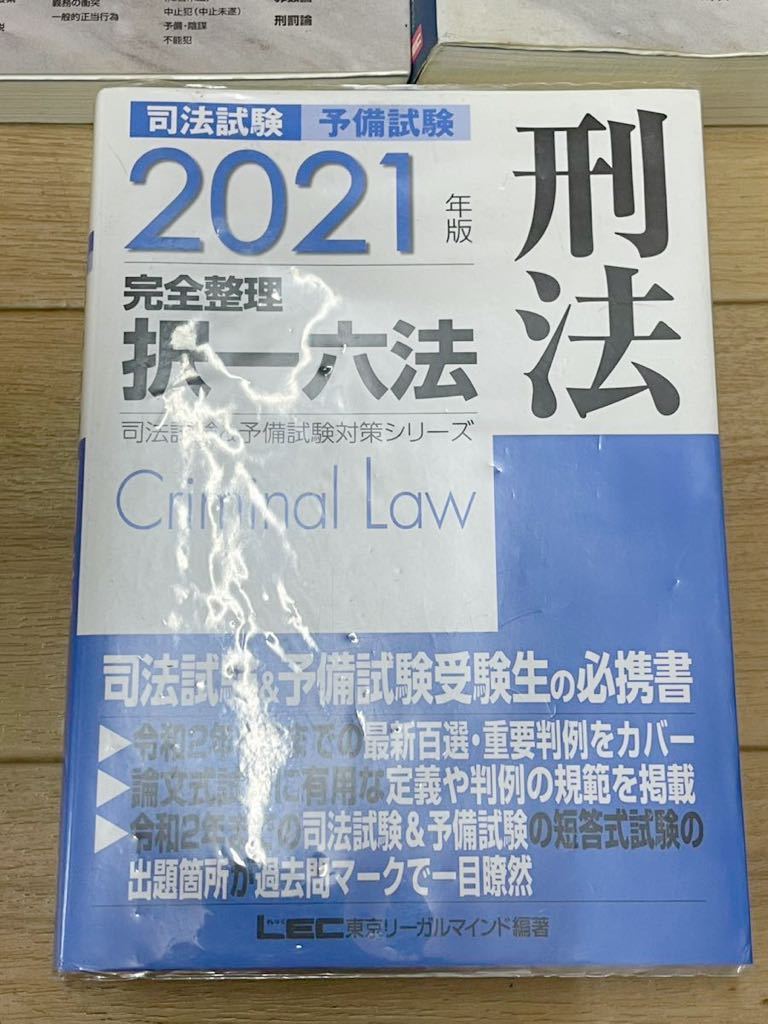 義務の衝突
一般的正当行為
中止犯(中止未遂)
予備・陰謀
不能犯
刑罰論
司法試験 予備試験
2021年版
刑法
完全整理
択一六法
司法試験&予備試験対策シリーズ
Criminal Law
司法試験&予備試験受験生の必携書
令和2年 までの最新百選・重要判例をカバー
論文式試験に有用な定義や判例の規範を掲載
令和2年までの司法試験&予備試験の短答式試験の
出題箇所が過去問マークで一目瞭然
LEC東京リーガルマインド編著